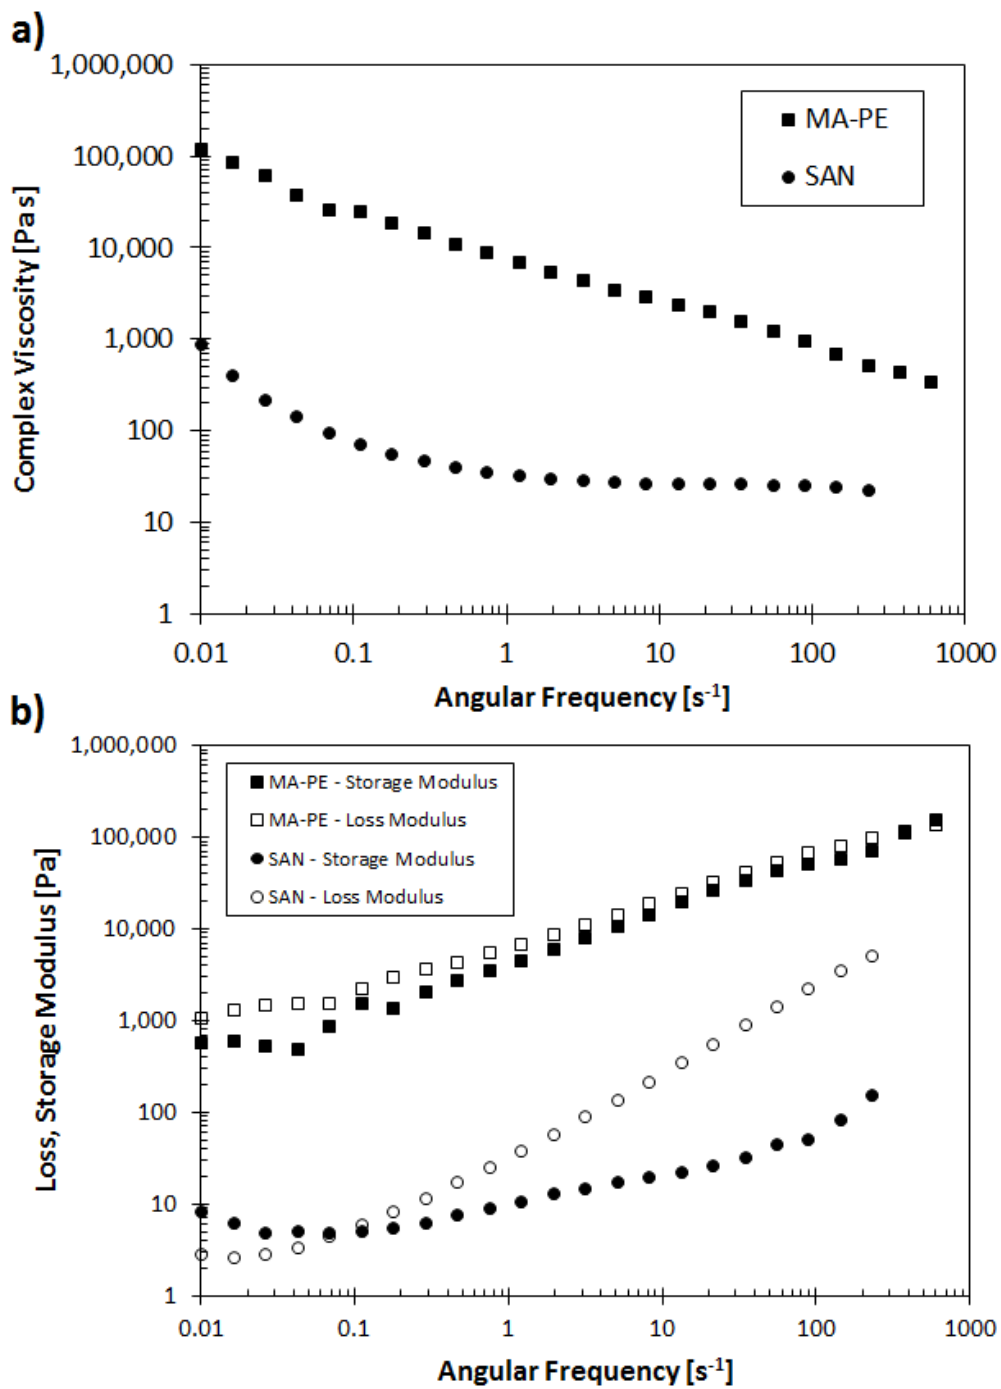 a)
1,000,000
100,000
10,000
1,000
100
10
1
Complex Viscosity [Pa s]
MA-PE
SAN
0.01 0.1 1 10 100 1000
Angular Frequency [s⁻¹]
b)
1,000,000
100,000
10,000
1,000
100
10
1
Loss, Storage Modulus [Pa]
MA-PE - Storage Modulus
MA-PE - Loss Modulus
SAN - Storage Modulus
SAN - Loss Modulus
0.01 0.1 1 10 100 1000
Angular Frequency [s⁻¹]